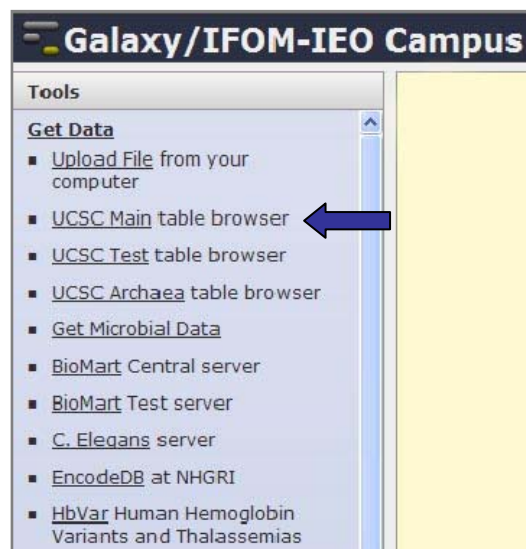 Galaxy/IFOM-IEO Campus
Tools
Get Data
Upload File from your
computer
UCSC Main table browser
UCSC Test table browser
UCSC Archaea table browser
Get Microbial Data
BioMart Central server
BioMart Test server
C. Elegans server
EncodeDB at NHGRI
HbVar Human Hemoglobin
Variants and Thalassemias